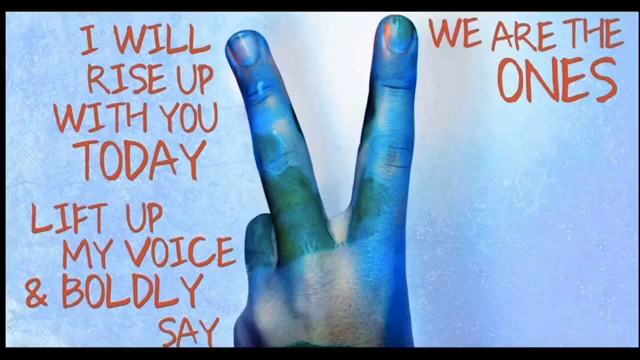 I WILL
RISE UP
WITH YOU
TODAY
LIFT UP
MY VOICE
& BOLDLY
SAY
WE ARE THE
ONES